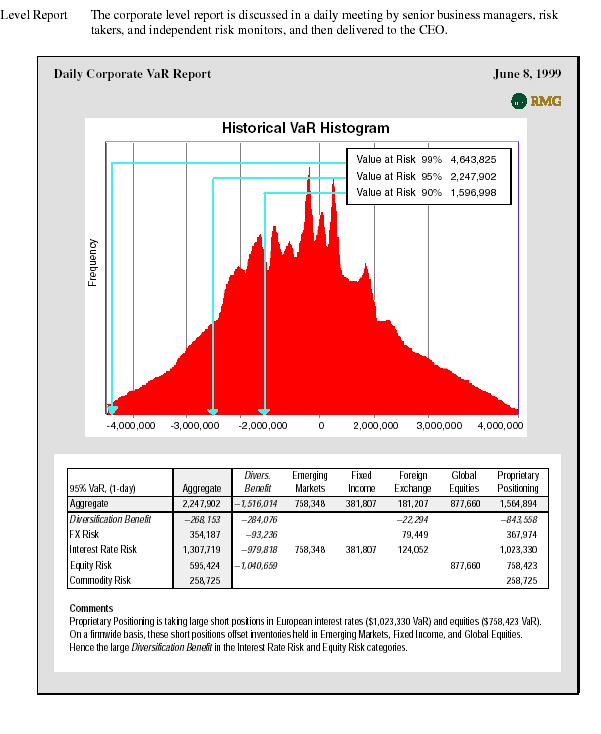 Level Report The corporate level report is discussed in a daily meeting by senior business managers, risk
takers, and independent risk monitors, and then delivered to the CEO.
Daily Corporate VaR Report June 8, 1999
RMG
Historical VaR Histogram
Value at Risk 99% 4,643,825
Value at Risk 95% 2,247,902
Value at Risk 90% 1,596,998
Frequency
-4,000,000 -3,000,000 -2,000,000 0 2,000,000 3,000,000 4,000,000
Divers. Emerging Fixed Foreign Global Proprietary
95% VaR, (1-day) Aggregate Benefit Markets Income Exchange Equities Positioning
Aggregate 2,247,902 –1,516,014 758,348 381,807 181,207 877,660 1,564,894
Diversification Benefit –268,153 –284,076 –22,294 –843,558
FX Risk 354,187 –93,236 79,449 367,974
Interest Rate Risk 1,307,719 –979,818 758,348 381,807 124,052 1,023,330
Equity Risk 595,424 –1,040,659 877,660 758,423
Commodity Risk 258,725 258,725
Comments
Proprietary Positioning is taking large short positions in European interest rates ($1,023,330 VaR) and equities ($758,423 VaR).
On a firmwide basis, these short positions offset inventories held in Emerging Markets, Fixed Income, and Global Equities.
Hence the large Diversification Benefit in the Interest Rate Risk and Equity Risk categories.